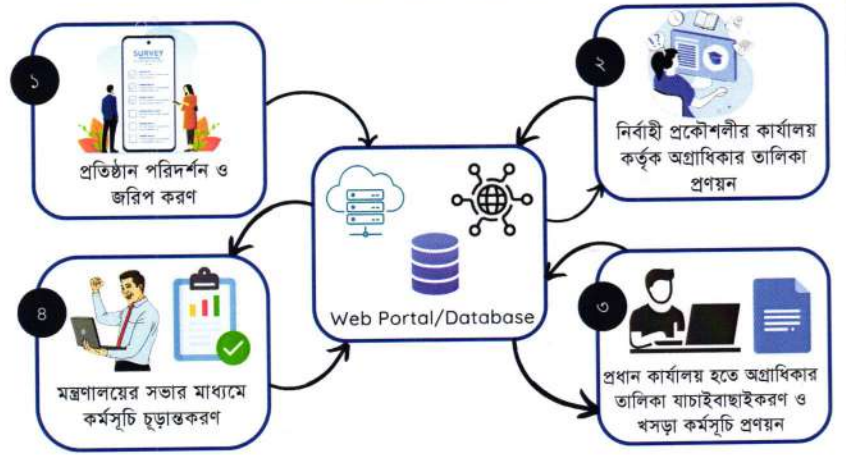 ১
SURVEY
প্রতিষ্ঠান পরিদর্শন ও
জরিপ করণ
২
নির্বাহী প্রকৌশলীর কার্যালয়
কর্তৃক অগ্রাধিকার তালিকা
প্রণয়ন
Web Portal/Database
৩
প্রধান কার্যালয় হতে অগ্রাধিকার
তালিকা যাচাইবাছাইকরণ ও
খসড়া কর্মসূচি প্রণয়ন
৪
মন্ত্রণালয়ের সভার মাধ্যমে
কর্মসূচি চূড়ান্তকরণ